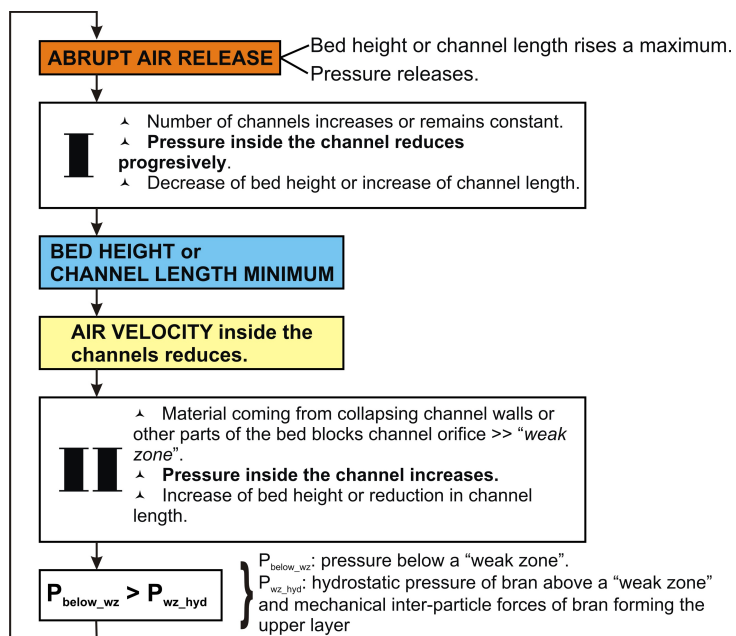 ABRUPT AIR RELEASE
Bed height or channel length rises a maximum.
Pressure releases.
I
Number of channels increases or remains constant.
Pressure inside the channel reduces
progresively.
Decrease of bed height or increase of channel length.
BED HEIGHT or
CHANNEL LENGTH MINIMUM
AIR VELOCITY inside the
channels reduces.
II
Material coming from collapsing channel walls or
other parts of the bed blocks channel orifice >> “weak
zone”.
Pressure inside the channel increases.
Increase of bed height or reduction in channel
length.
Pbelow_wz > Pwz_hyd
Pbelow_wz: pressure below a “weak zone”.
Pwz_hyd: hydrostatic pressure of bran above a “weak zone”
and mechanical inter-particle forces of bran forming the
upper layer